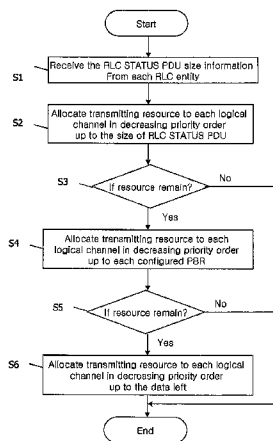 Start
S1
Receive the RLC STATUS PDU size information
From each RLC entity
S2
Allocate transmitting resource to each logical
channel in decreasing priority order
up to the size of RLC STATUS PDU
S3
If resource remain?
No
Yes
S4
Allocate transmitting resource to each
logical channel in decreasing priority order
up to each configured PBR
S5
If resource remain?
No
Yes
S6
Allocate transmitting resource to each logical
channel in decreasing priority order
up to the data left
End